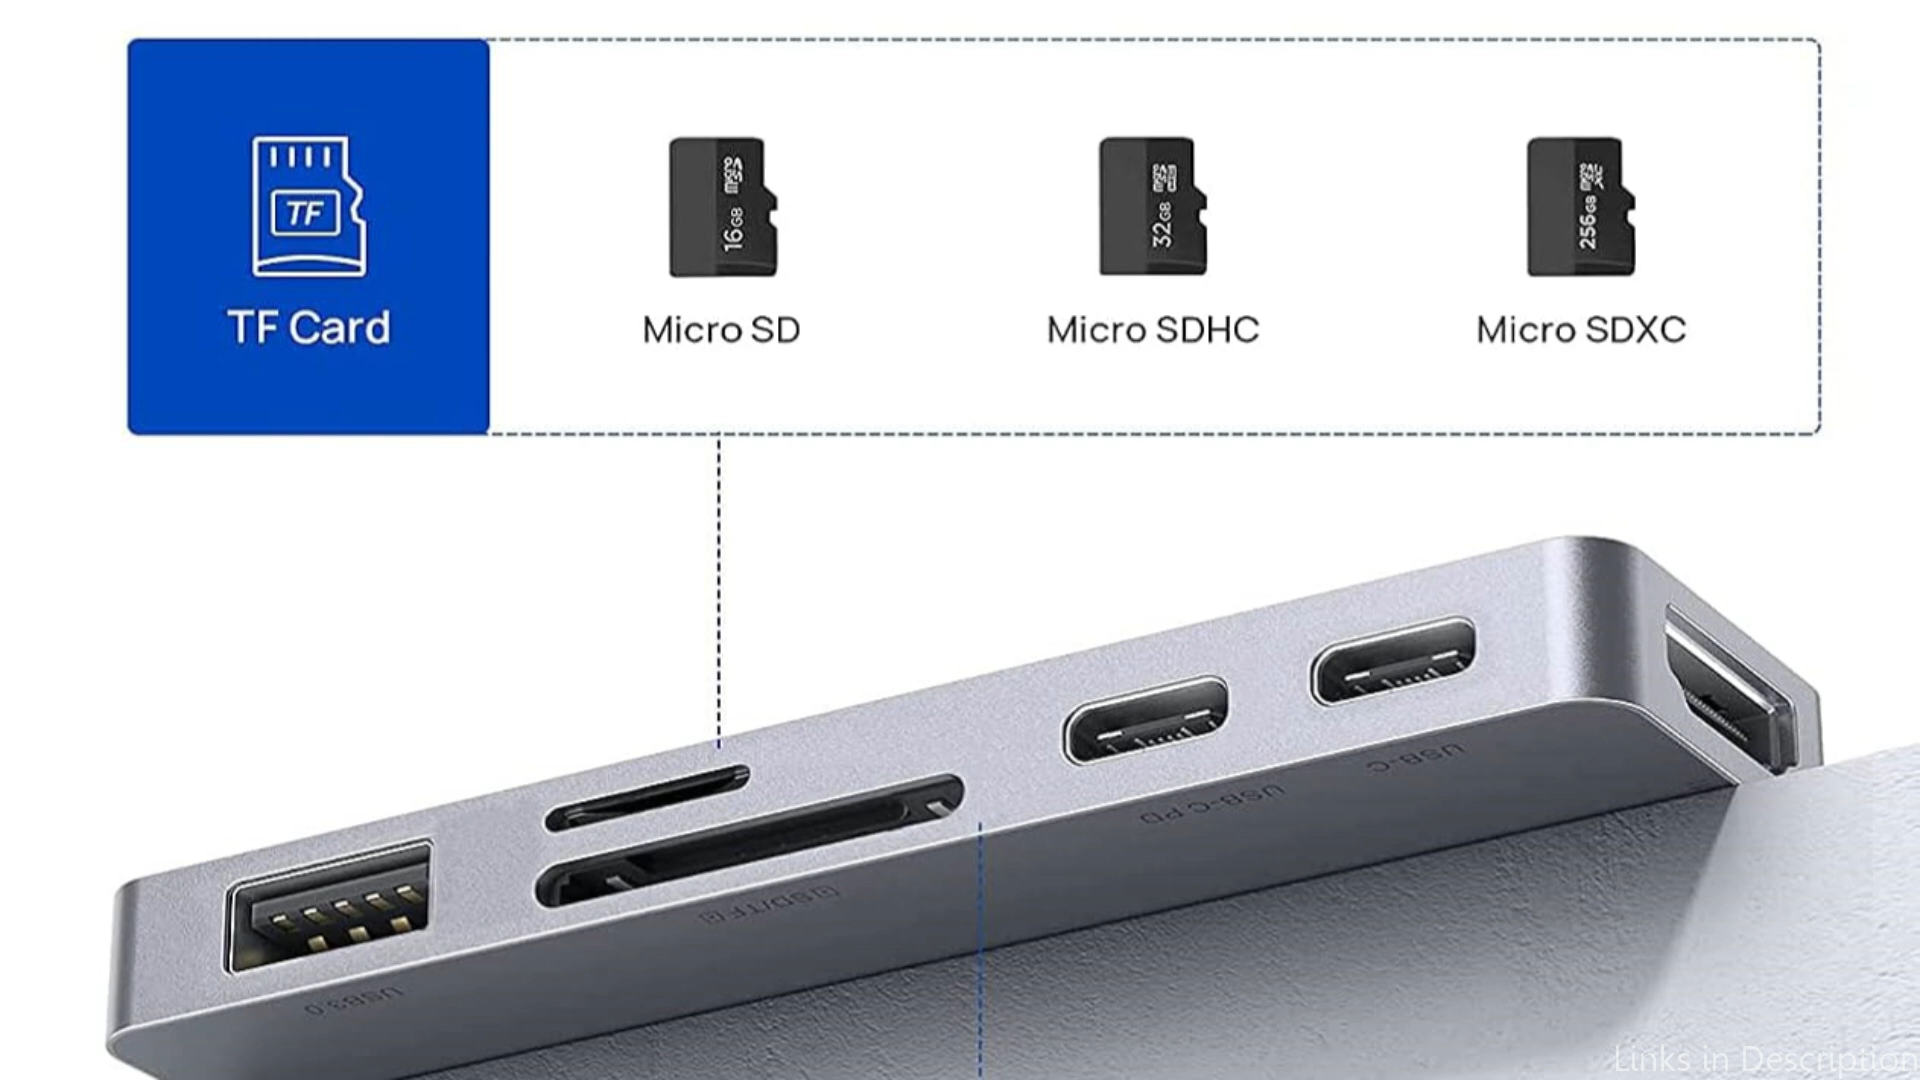 TF
TF Card
micro SD
16GB
Micro SD
micro SD HC
32GB
Micro SDHC
micro SD XC
256GB
Micro SDXC
USB-C
USB-C PD
SD/TF
USB3.0
Links in Description